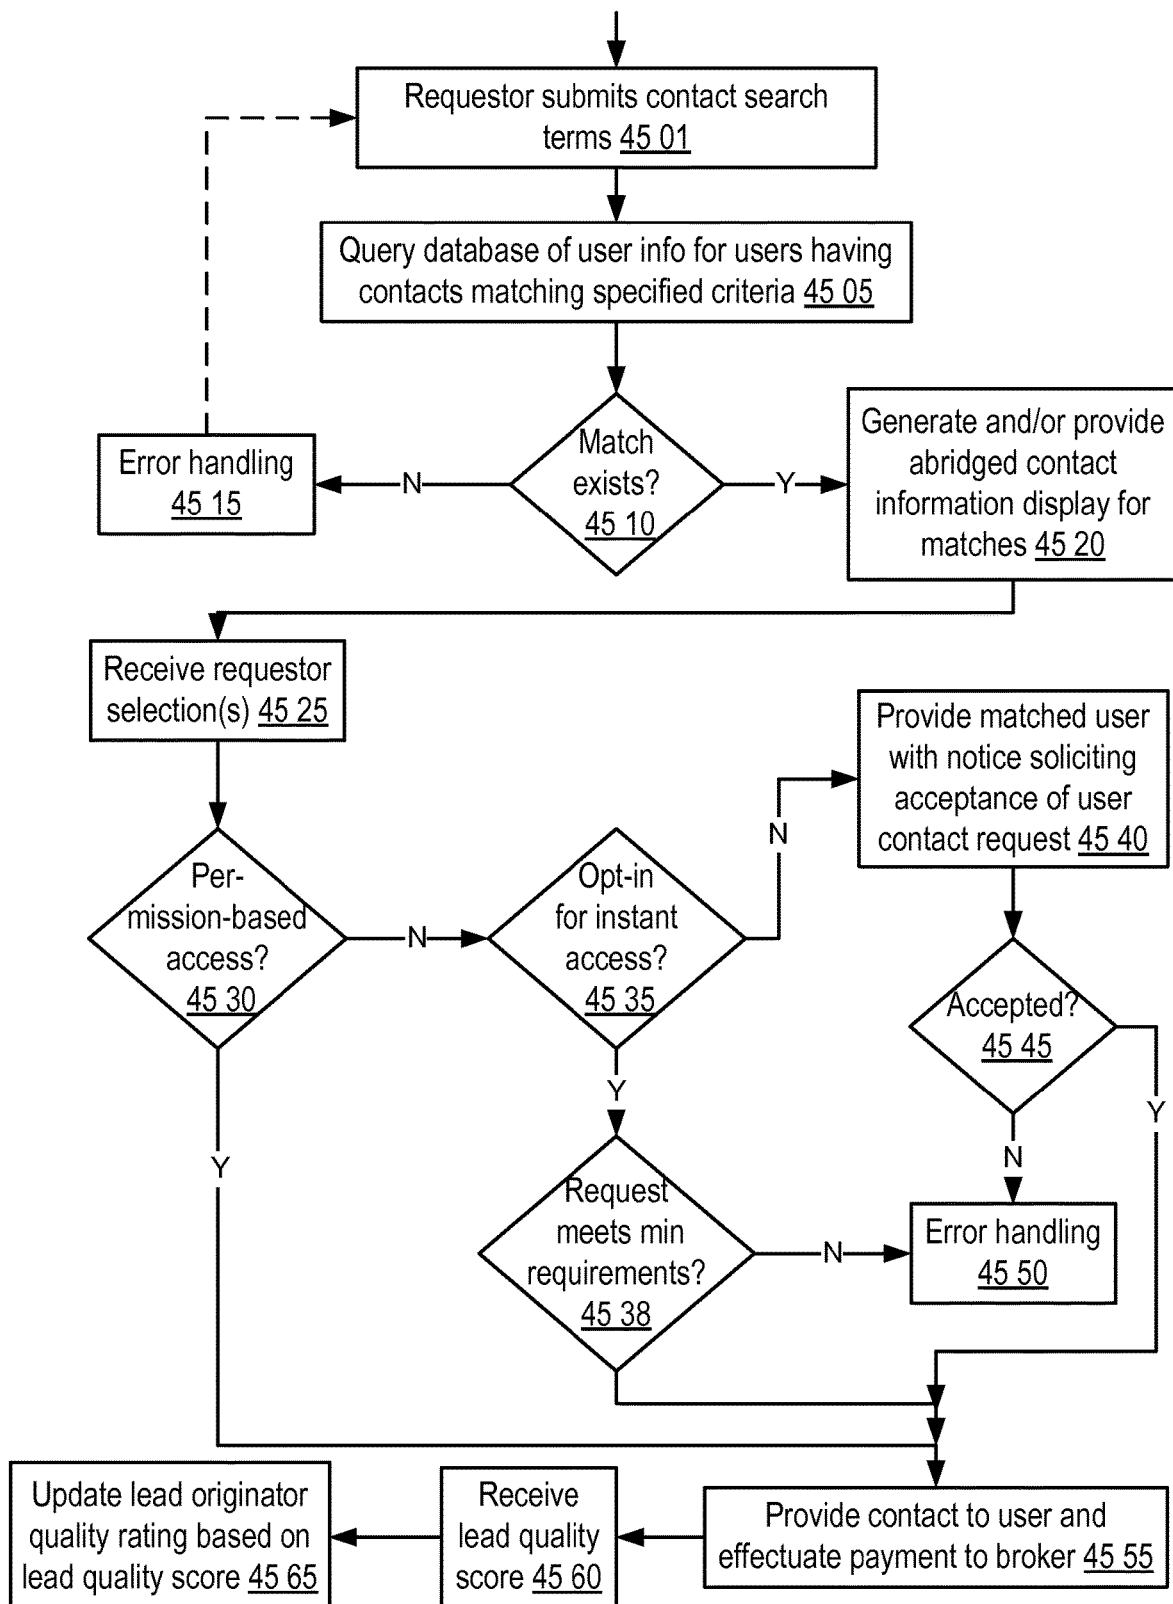 Requestor submits contact search
terms 45 01
Query database of user info for users having
contacts matching specified criteria 45 05
Match
exists?
45 10
N
Y
Error handling
45 15
Generate and/or provide
abridged contact
information display for
matches 45 20
Receive requestor
selection(s) 45 25
Per-
mission-based
access?
45 30
N
Y
Opt-in
for instant
access?
45 35
N
Y
Provide matched user
with notice soliciting
acceptance of user
contact request 45 40
Accepted?
45 45
Y
N
Request
meets min
requirements?
45 38
N
Error handling
45 50
Provide contact to user and
effectuate payment to broker 45 55
Receive
lead quality
score 45 60
Update lead originator
quality rating based on
lead quality score 45 65